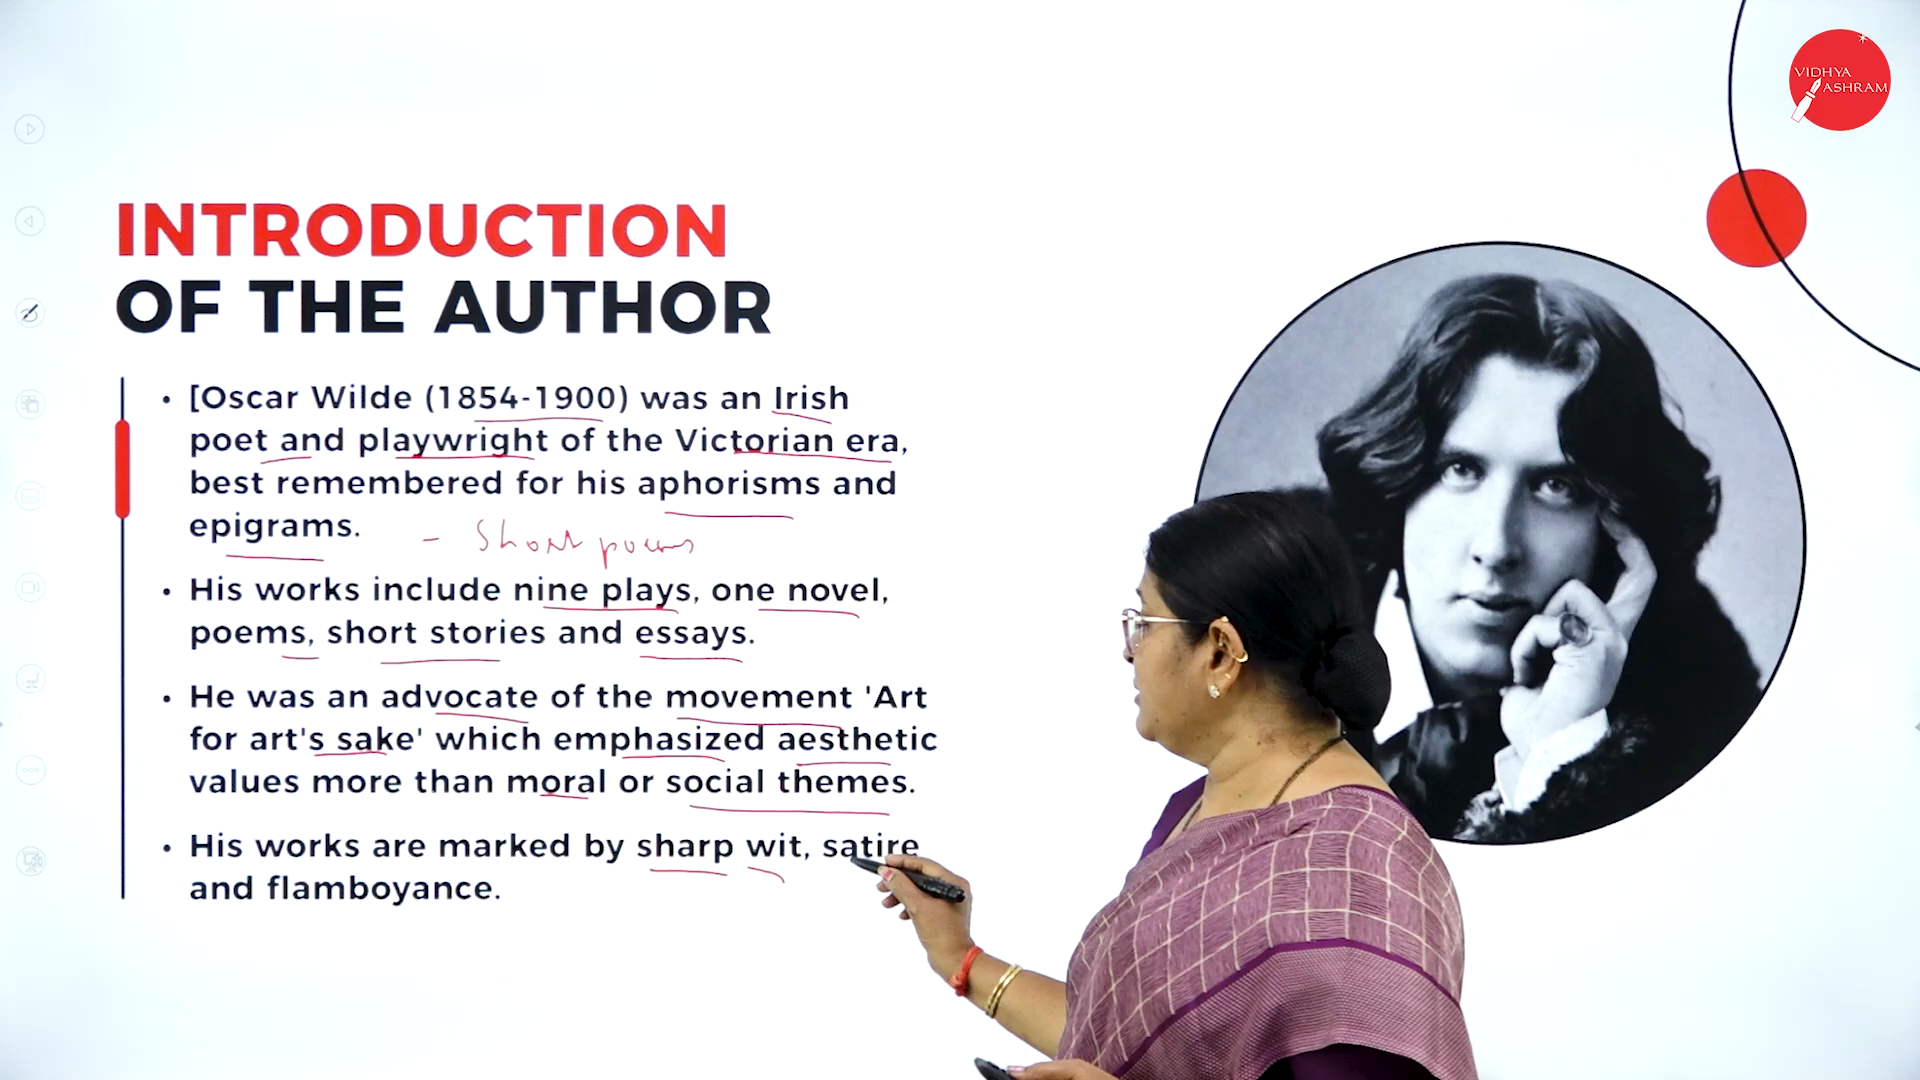 VIDHYA
ASHRAM
INTRODUCTION
OF THE AUTHOR
• [Oscar Wilde (1854-1900) was an Irish
poet and playwright of the Victorian era,
best remembered for his aphorisms and
epigrams.
- Short poems
• His works include nine plays, one novel,
poems, short stories and essays.
• He was an advocate of the movement 'Art
for art's sake' which emphasized aesthetic
values more than moral or social themes.
• His works are marked by sharp wit, satire
and flamboyance.